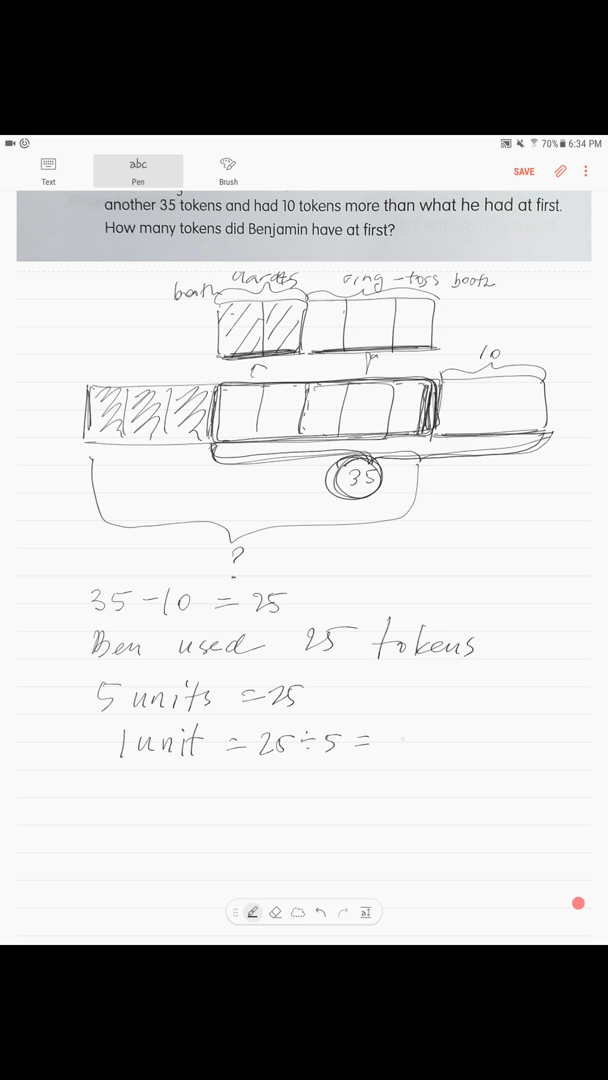 70% 6:34 PM
Text abc Pen Brush SAVE
another 35 tokens and had 10 tokens more than what he had at first.
How many tokens did Benjamin have at first?
ring-toss booth
10
35
?
35 - 10 = 25
Ben used 25 tokens
5 units = 25
1 unit = 25 ÷ 5 =